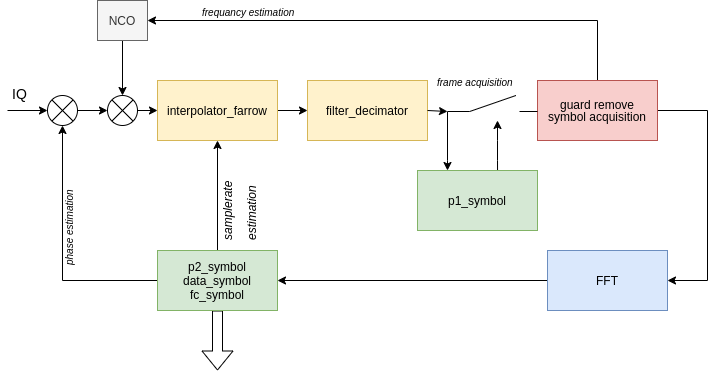 frequancy estimation
NCO
IQ
frame acquisition
interpolator_farrow
filter_decimator
guard remove
symbol acquisition
p1_symbol
phase estimation
samplerate
estimation
p2_symbol
data_symbol
fc_symbol
FFT